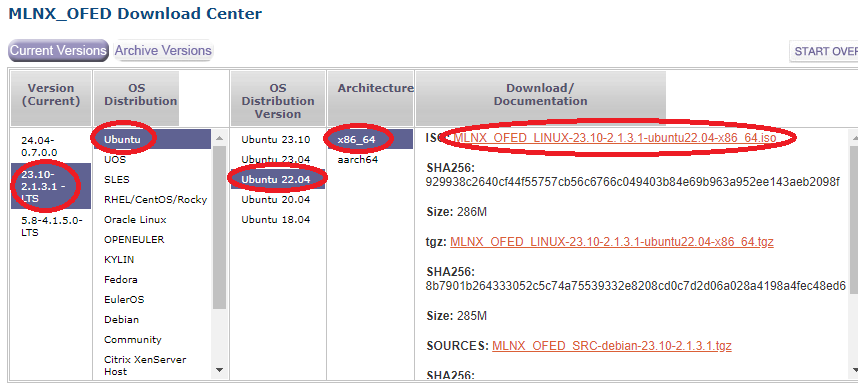 MLNX_OFED Download Center
Current Versions
Archive Versions
START OVER
Version
(Current)
OS
Distribution
OS
Distribution
Version
Architecture
Download/
Documentation
24.04-
0.7.0.0
23.10-
2.1.3.1 -
LTS
5.8-4.1.5.0-
LTS
Ubuntu
UOS
SLES
RHEL/CentOS/Rocky
Oracle Linux
OPENEULER
KYLIN
Fedora
EulerOS
Debian
Community
Citrix XenServer
Host
Ubuntu 23.10
Ubuntu 23.04
Ubuntu 22.04
Ubuntu 20.04
Ubuntu 18.04
x86_64
aarch64
ISO: MLNX_OFED_LINUX-23.10-2.1.3.1-ubuntu22.04-x86_64.iso
SHA256:
929938c2640cf44f55757cb56c6766c049403b84e69b963a952ee143aeb2098f
Size: 286M
tgz: MLNX_OFED_LINUX-23.10-2.1.3.1-ubuntu22.04-x86_64.tgz
SHA256:
8b7901b264333052c5c74a75539332e8208cd0c7d2d06a028a4198a4fec48ed6
Size: 285M
SOURCES: MLNX_OFED_SRC-debian-23.10-2.1.3.1.tgz
SHA256: